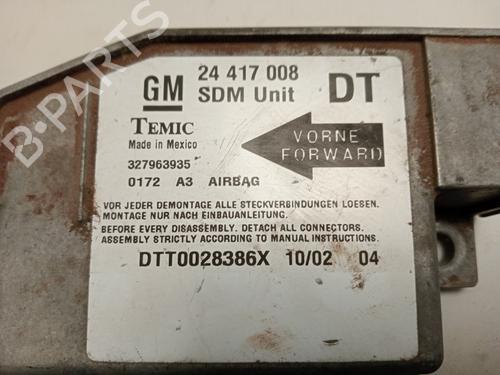 B-PARTS
GM 24 417 008 DT
SDM Unit
TEMIC
Made in Mexico
VORNE
FORWARD
327963935
0172 A3 AIRBAG
VOR JEDER DEMONTAGE ALLE STECKVERBINDUNGEN LOESEN.
MONTAGE NUR NACH EINBAUANLEITUNG.
BEFORE EVERY DISASSEMBLY. DETACH ALL CONNECTORS.
ASSEMBLY STRICTLY ACCORDING TO MANUAL INSTRUCTIONS.
DTT0028386X 10/02 04